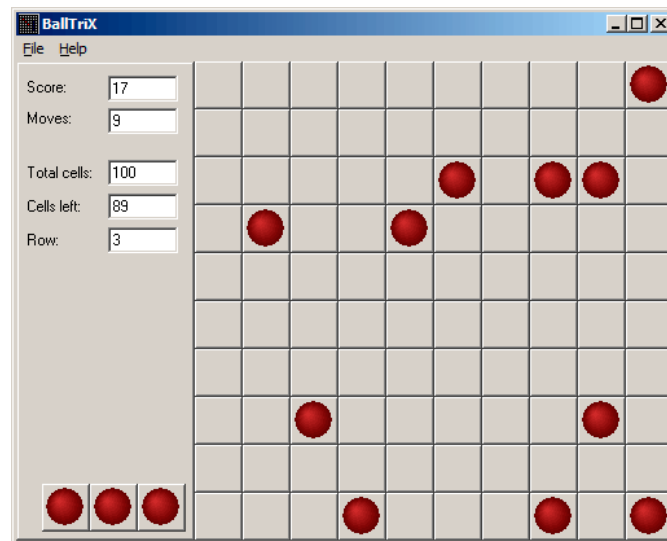 BallTriX
File Help
Score: 17
Moves: 9
Total cells: 100
Cells left: 89
Row: 3